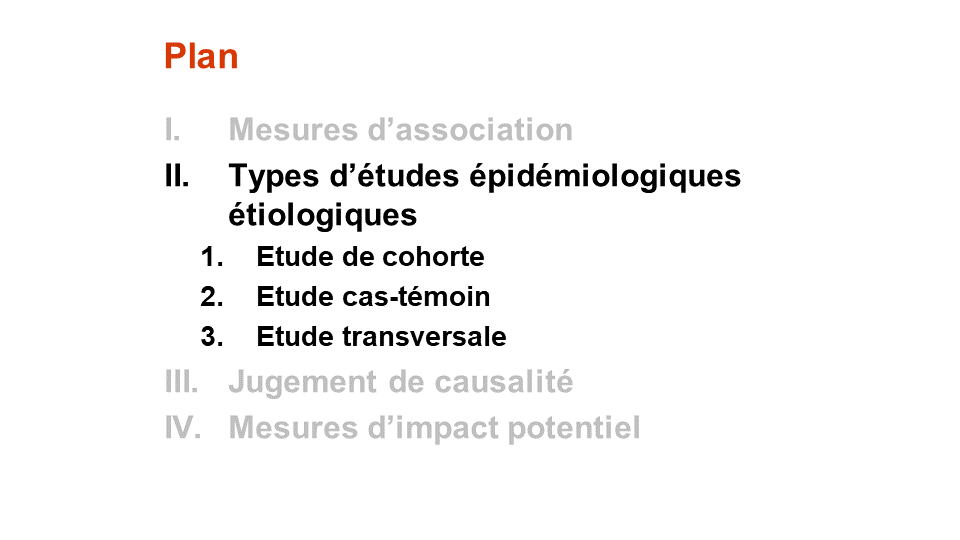 Plan
I. Mesures d’association
II. Types d’études épidémiologiques
étiologiques
1. Etude de cohorte
2. Etude cas-témoin
3. Etude transversale
III. Jugement de causalité
IV. Mesures d’impact potentiel